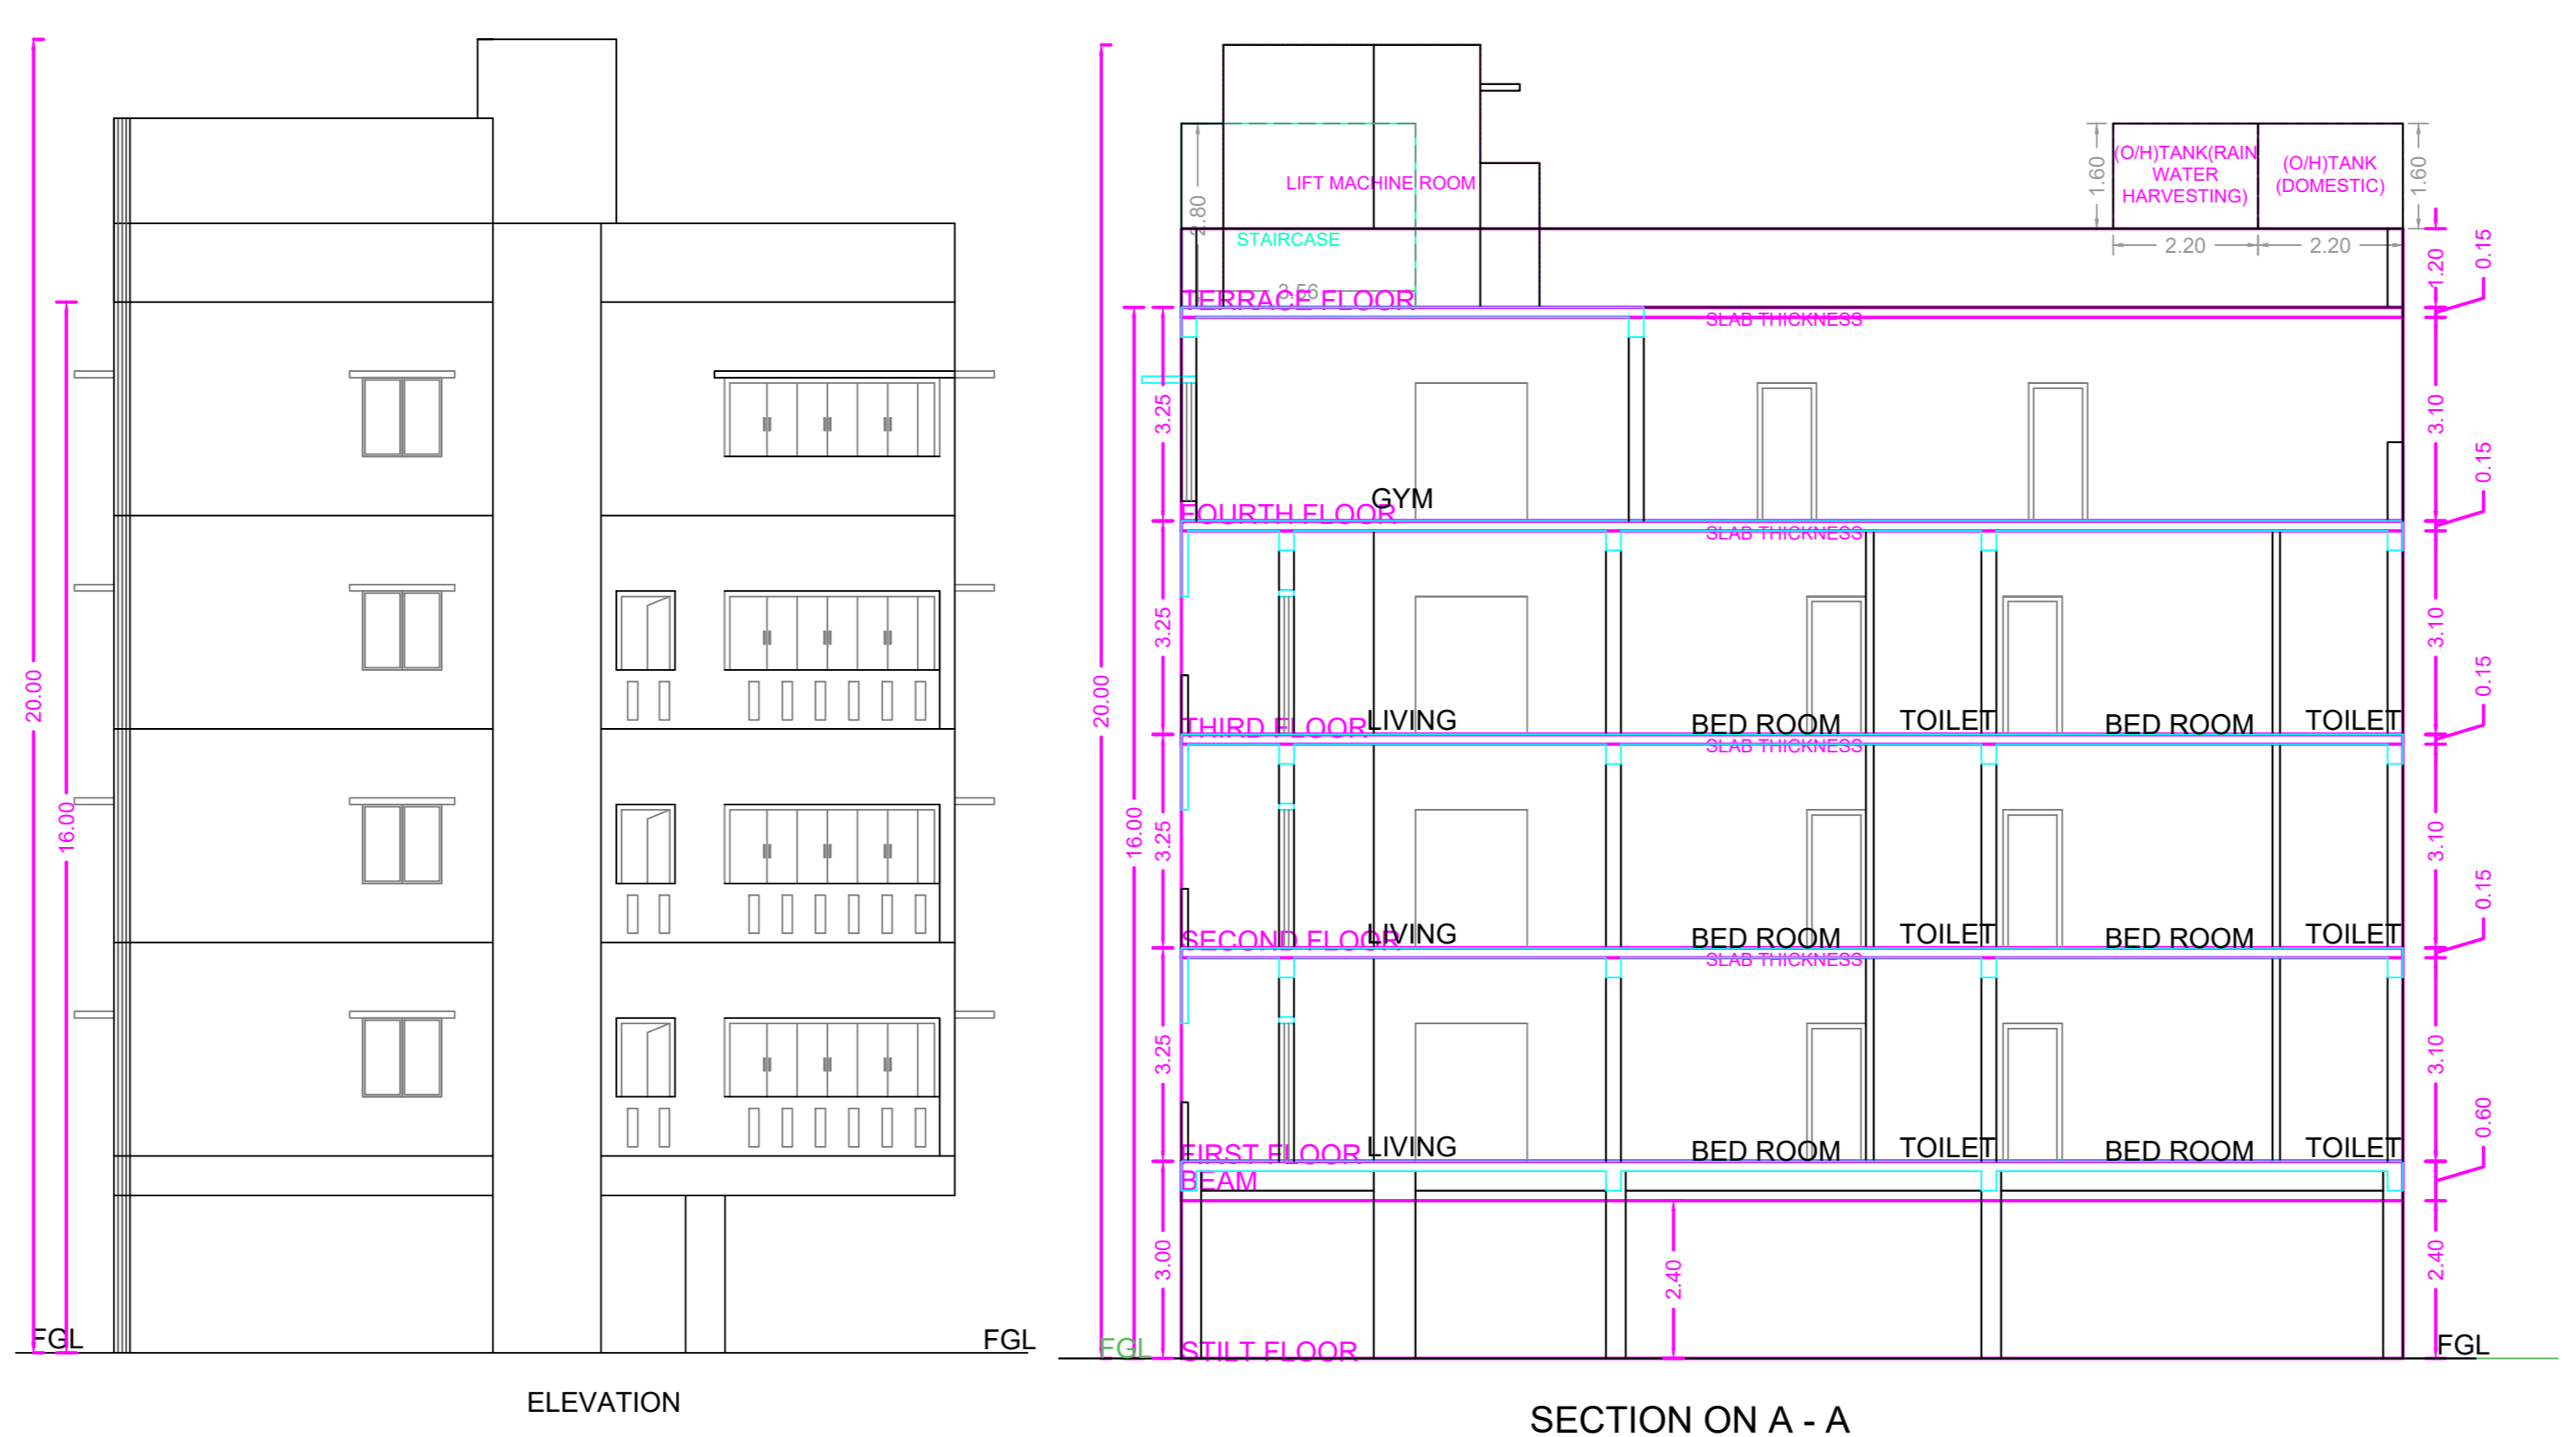 20.00
16.00
FGL
FGL
ELEVATION
LIFT MACHINE ROOM
2.80
STAIRCASE
3.56
(O/H)TANK(RAIN
WATER
HARVESTING)
(O/H)TANK
(DOMESTIC)
1.60
1.60
2.20
2.20
1.20
0.15
TERRACE FLOOR
SLAB THICKNESS
3.25
3.10
0.15
GYM
FOURTH FLOOR
SLAB THICKNESS
3.25
3.10
0.15
20.00
16.00
THIRD FLOOR
LIVING
BED ROOM
TOILET
BED ROOM
TOILET
SLAB THICKNESS
3.25
3.10
0.15
SECOND FLOOR
LIVING
BED ROOM
TOILET
BED ROOM
TOILET
SLAB THICKNESS
3.25
3.10
0.60
FIRST FLOOR
LIVING
BED ROOM
TOILET
BED ROOM
TOILET
BEAM
3.00
2.40
2.40
FGL
STILT FLOOR
FGL
SECTION ON A - A